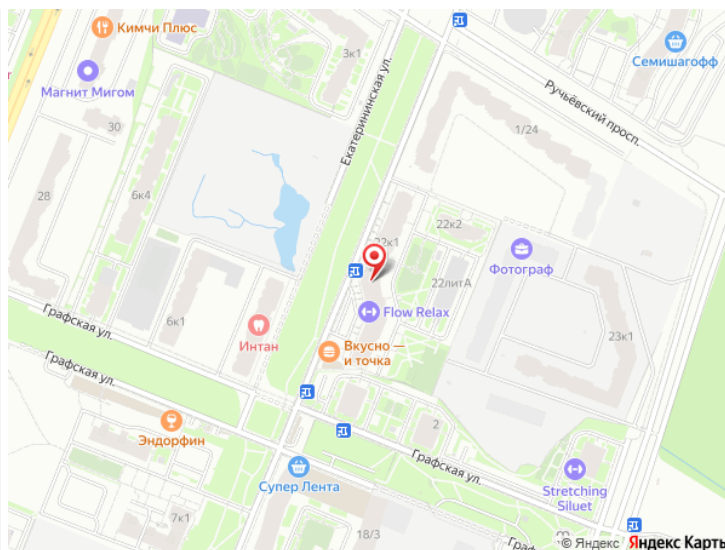 Кимчи Плюс
3к1
Семишагофф
Магнит Мигом
Екатерининская ул.
Ручьёвский просп.
30
1/24
28
6к4
22к2
22к1
Фотограф
22литА
Графская ул.
6к1
Интан
Flow Relax
23к1
Вкусно —
и точка
Графская ул.
Эндорфин
2
Графская ул.
Супер Лента
Stretching
Siluet
7к1
18/3
© Яндекс Яндекс Карты